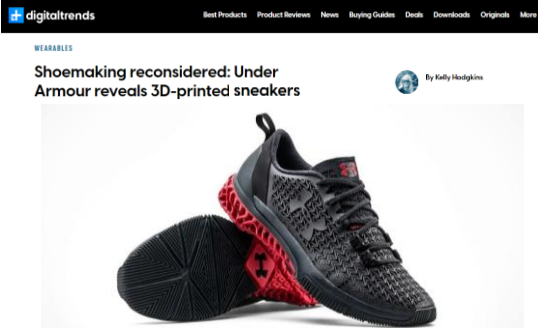 digitaltrends
Best Products Product Reviews News Buying Guides Deals Downloads Originals More
WEARABLES
Shoemaking reconsidered: Under
Armour reveals 3D-printed sneakers
By Kelly Hodgkins